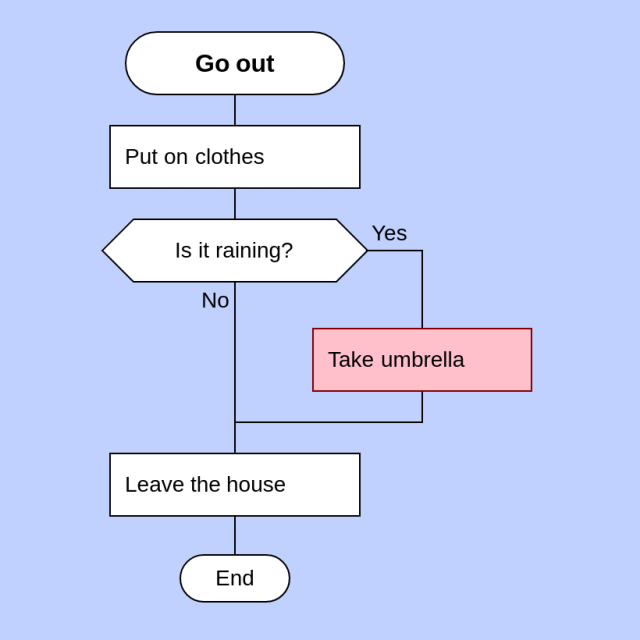 Go out
Put on clothes
Is it raining?
Yes
No
Take umbrella
Leave the house
End